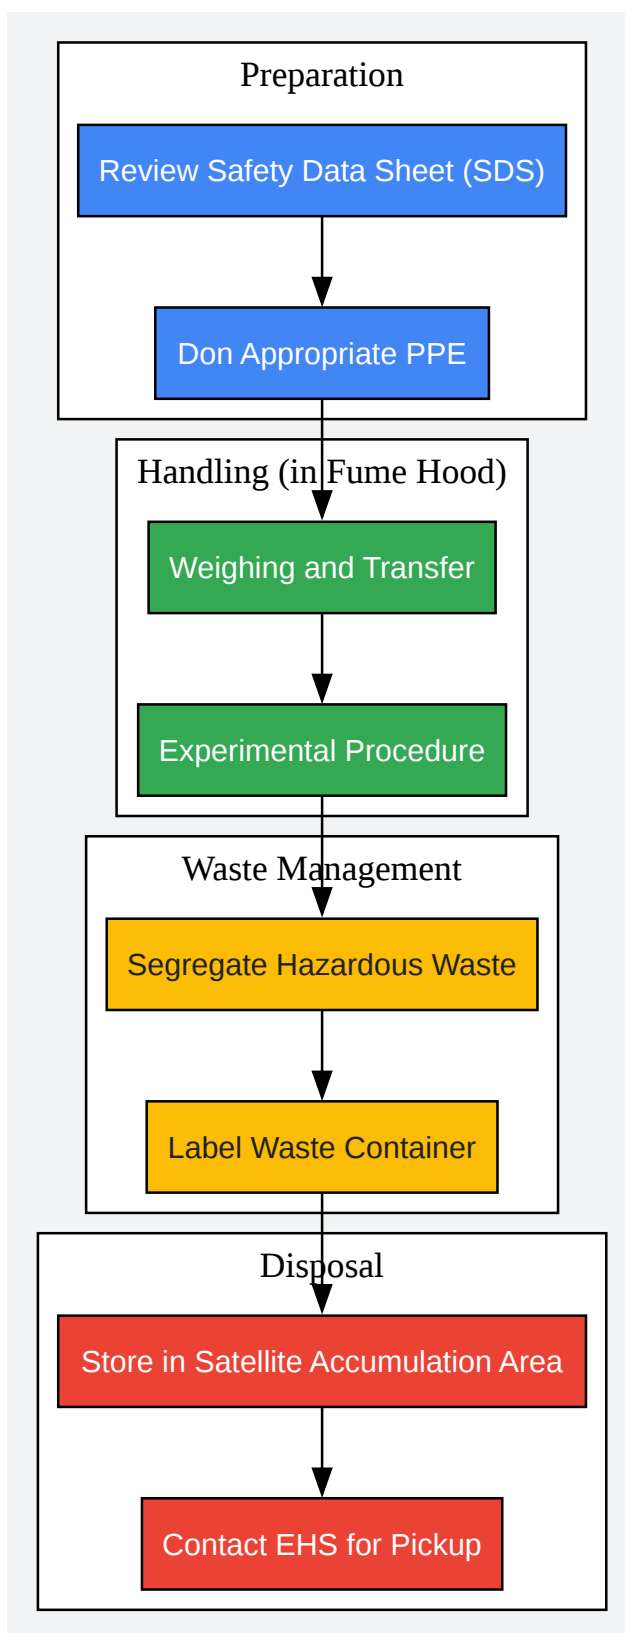 Preparation
Review Safety Data Sheet (SDS)
Don Appropriate PPE
Handling (in Fume Hood)
Weighing and Transfer
Experimental Procedure
Waste Management
Segregate Hazardous Waste
Label Waste Container
Disposal
Store in Satellite Accumulation Area
Contact EHS for Pickup